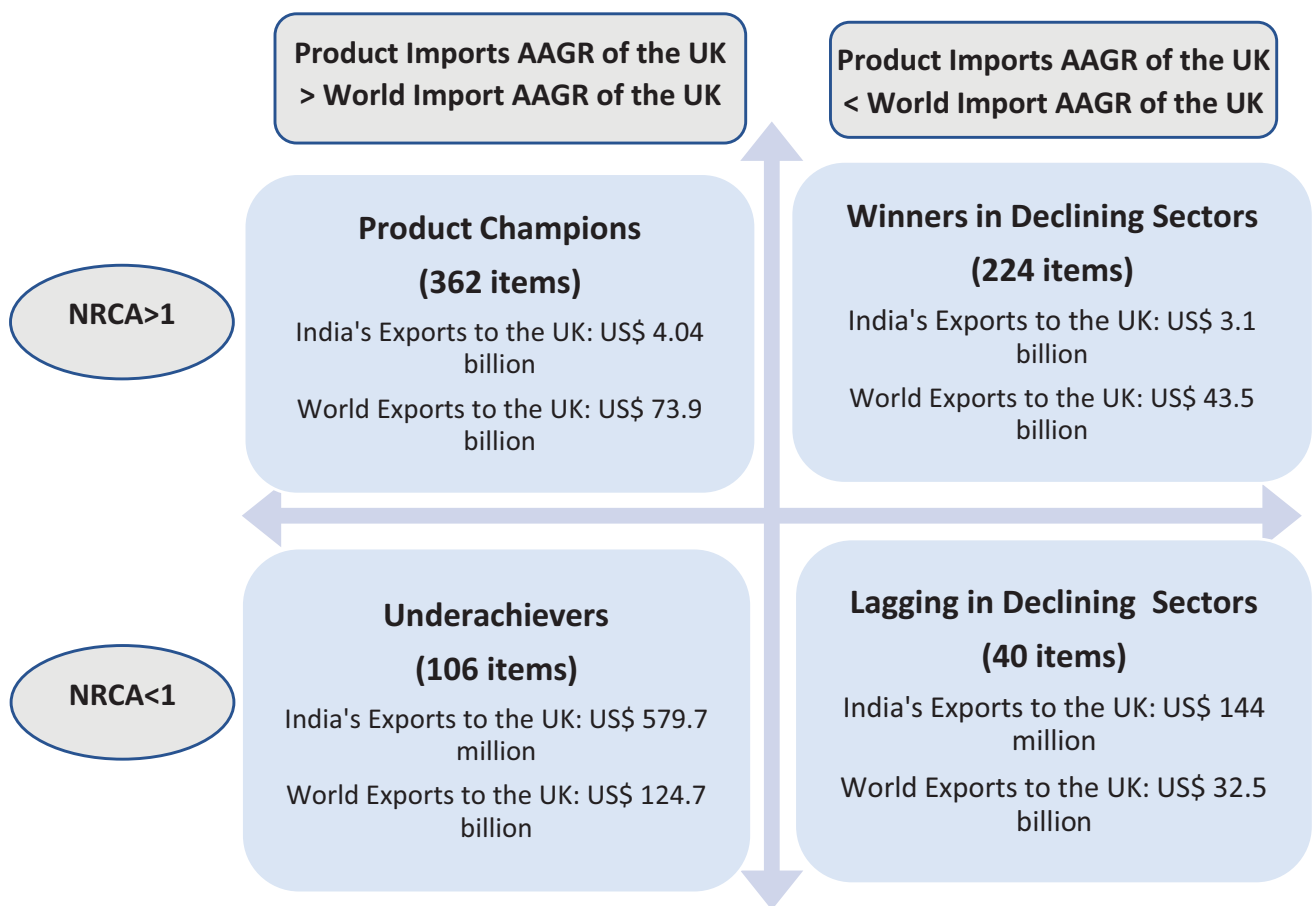 Product Imports AAGR of the UK
> World Import AAGR of the UK
Product Imports AAGR of the UK
< World Import AAGR of the UK
NRCA>1
Product Champions
(362 items)
India's Exports to the UK: US$ 4.04
billion
World Exports to the UK: US$ 73.9
billion
Winners in Declining Sectors
(224 items)
India's Exports to the UK: US$ 3.1
billion
World Exports to the UK: US$ 43.5
billion
NRCA<1
Underachievers
(106 items)
India's Exports to the UK: US$ 579.7
million
World Exports to the UK: US$ 124.7
billion
Lagging in Declining  Sectors
(40 items)
India's Exports to the UK: US$ 144
million
World Exports to the UK: US$ 32.5
billion